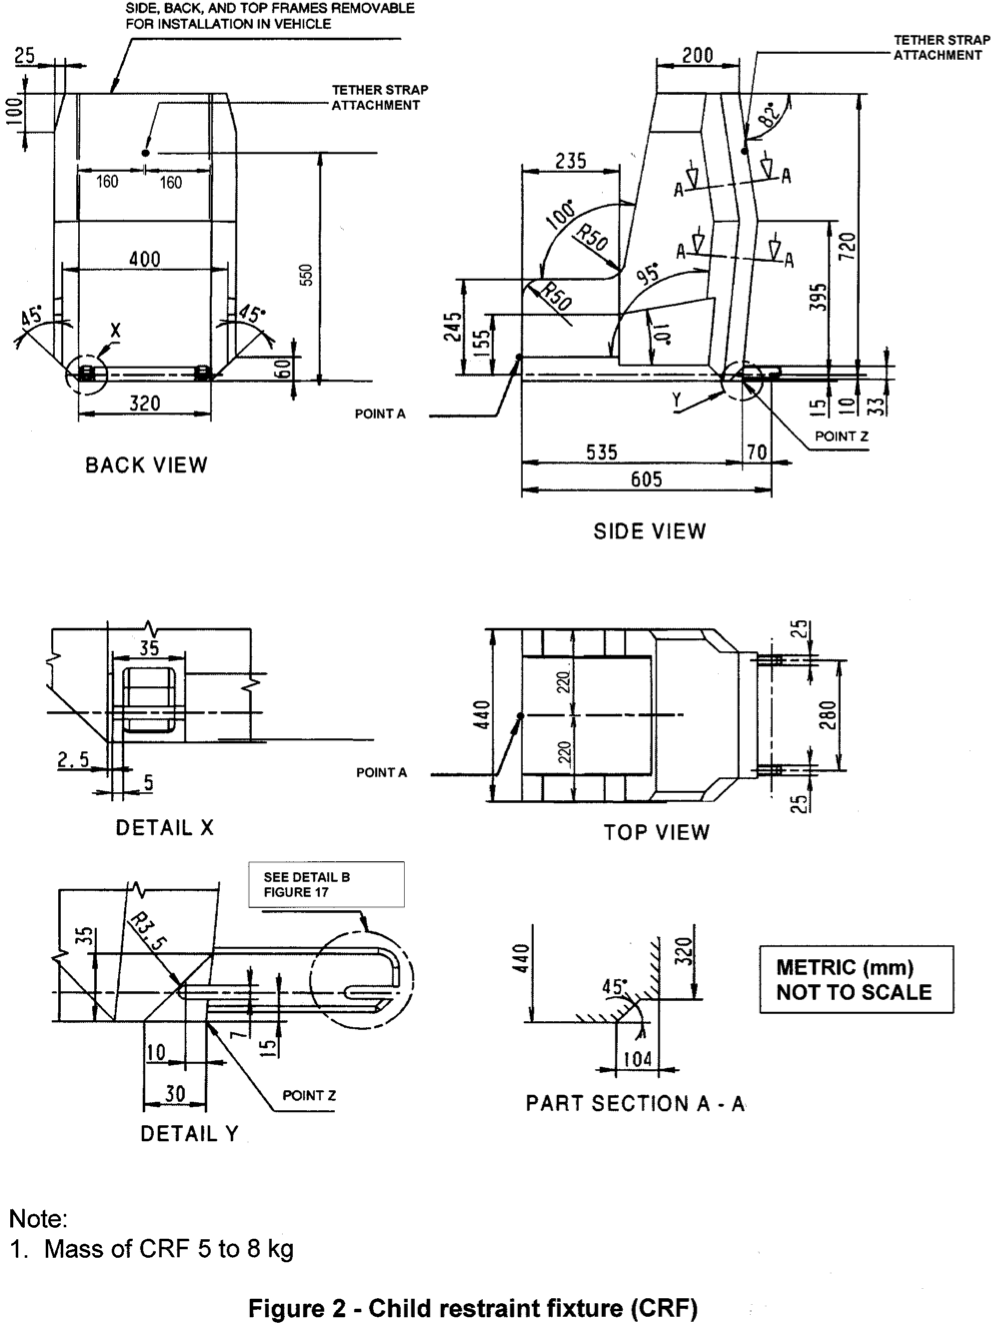 SIDE, BACK, AND TOP FRAMES REMOVABLE
FOR INSTALLATION IN VEHICLE
25
100
TETHER STRAP
ATTACHMENT
160
160
400
550
45°
45°
X
60
320
BACK VIEW
TETHER STRAP
ATTACHMENT
200
82°
235
A
A
100°
R50
A
A
R50
95°
720
395
245
155
10°
POINT A
Y
15
10
33
POINT Z
535
70
605
SIDE VIEW
35
2.5
5
DETAIL X
25
220
440
280
220
POINT A
25
TOP VIEW
SEE DETAIL B
FIGURE 17
R3,5
35
7
15
10
30
POINT Z
DETAIL Y
440
320
45°
104
PART SECTION A - A
METRIC (mm)
NOT TO SCALE
Note:
1. Mass of CRF 5 to 8 kg
Figure 2 - Child restraint fixture (CRF)